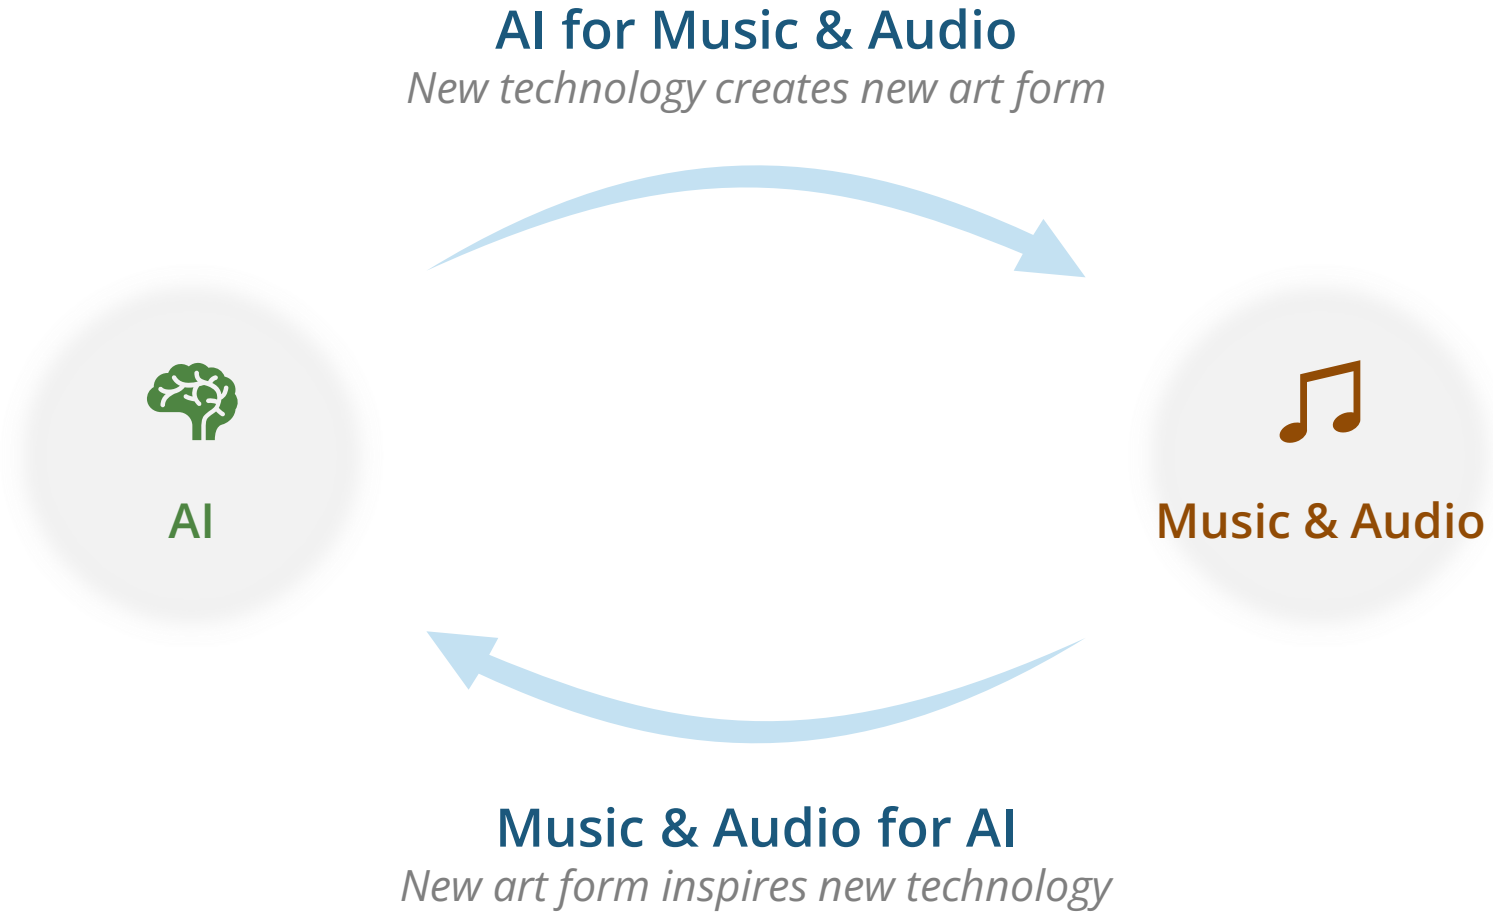 AI for Music & Audio
New technology creates new art form
AI
Music & Audio
Music & Audio for AI
New art form inspires new technology